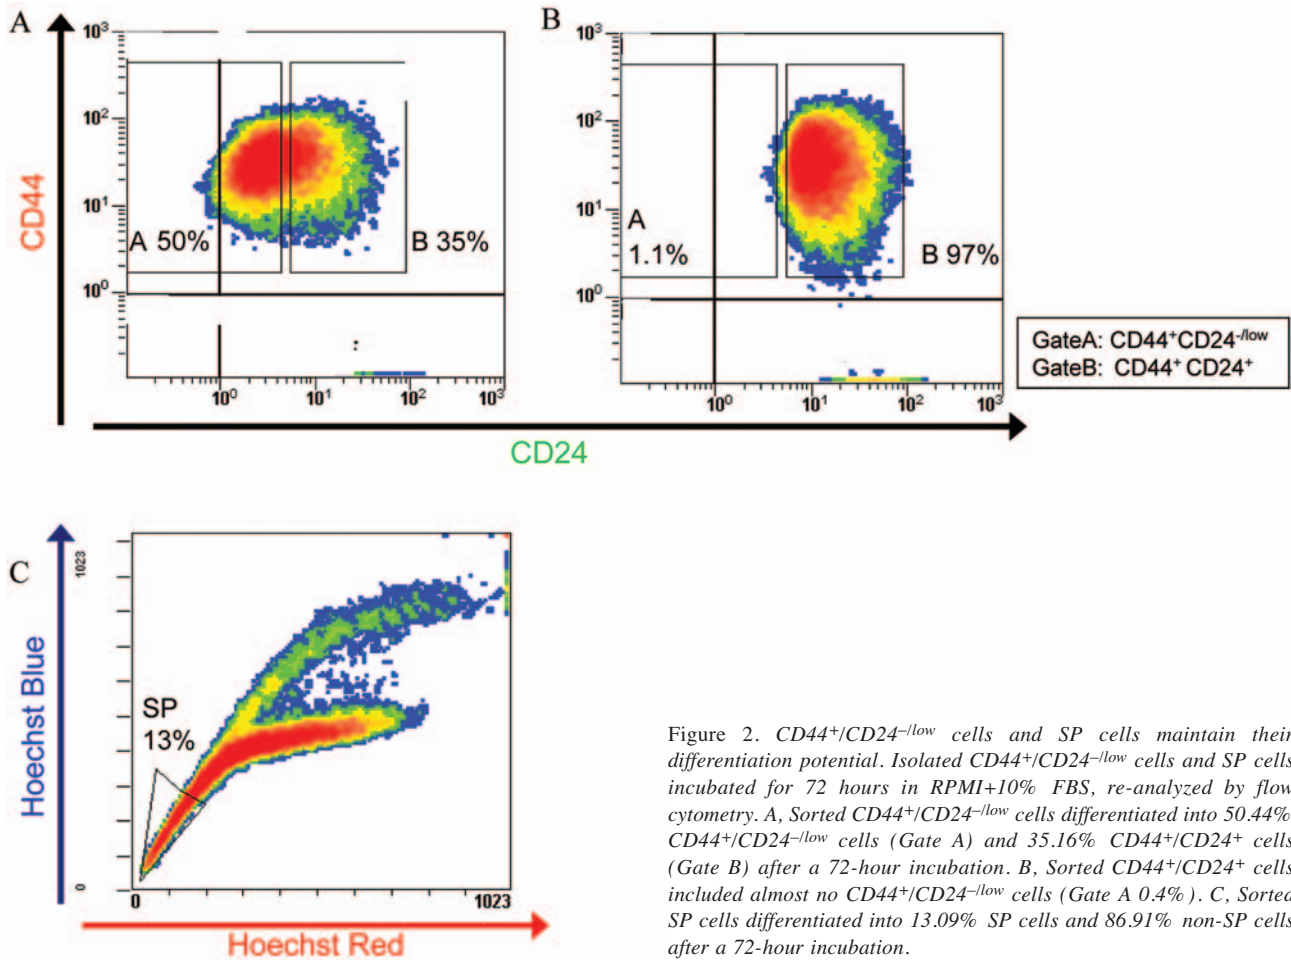 A
B
10³
10²
10¹
10⁰
A 50%
B 35%
10⁰
10¹
10²
10³
CD44
10³
10²
10¹
10⁰
A
1.1%
B 97%
10⁰
10¹
10²
10³
GateA: CD44⁺CD24⁻/ˡᵒʷ
GateB: CD44⁺ CD24⁺
CD24
C
1023
0
SP
13%
0
1023
Hoechst Blue
Hoechst Red
Figure 2. CD44⁺/CD24⁻/ˡᵒʷ cells and SP cells maintain their
differentiation potential. Isolated CD44⁺/CD24⁻/ˡᵒʷ cells and SP cells
incubated for 72 hours in RPMI+10% FBS, re-analyzed by flow
cytometry. A, Sorted CD44⁺/CD24⁻/ˡᵒʷ cells differentiated into 50.44%
CD44⁺/CD24⁻/ˡᵒʷ cells (Gate A) and 35.16% CD44⁺/CD24⁺ cells
(Gate B) after a 72-hour incubation. B, Sorted CD44⁺/CD24⁺ cells
included almost no CD44⁺/CD24⁻/ˡᵒʷ cells (Gate A 0.4%). C, Sorted
SP cells differentiated into 13.09% SP cells and 86.91% non-SP cells
after a 72-hour incubation.